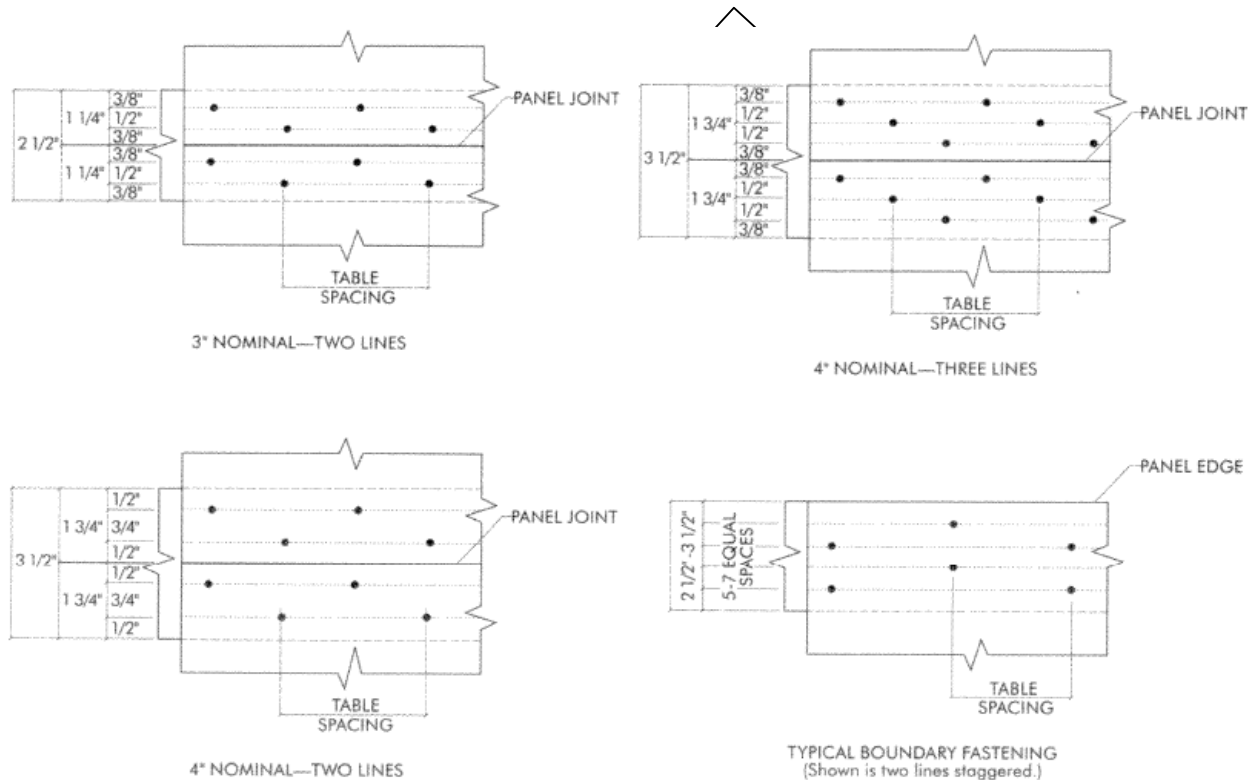 2 1/2"
1 1/4"
1 1/4"
3/8"
1/2"
3/8"
3/8"
1/2"
3/8"
PANEL JOINT
TABLE
SPACING
3" NOMINAL—TWO LINES
3 1/2"
1 3/4"
1 3/4"
3/8"
1/2"
1/2"
3/8"
3/8"
1/2"
1/2"
3/8"
PANEL JOINT
TABLE
SPACING
4" NOMINAL—THREE LINES
3 1/2"
1 3/4"
1 3/4"
1/2"
3/4"
1/2"
1/2"
3/4"
1/2"
PANEL JOINT
TABLE
SPACING
4" NOMINAL—TWO LINES
PANEL EDGE
2 1/2"-3 1/2"
5-7 EQUAL
SPACES
TABLE
SPACING
TYPICAL BOUNDARY FASTENING
(Shown is two lines staggered.)